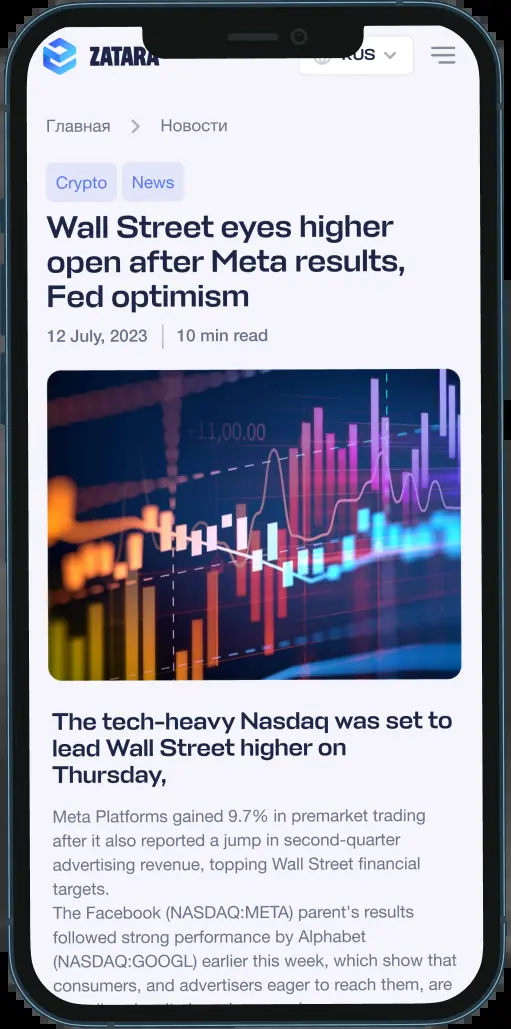 ZATARA
RUS
Главная > Новости
Crypto News
Wall Street eyes higher
open after Meta results,
Fed optimism
12 July, 2023 | 10 min read
11,00.00
The tech-heavy Nasdaq was set to
lead Wall Street higher on
Thursday,
Meta Platforms gained 9.7% in premarket trading
after it also reported a jump in second-quarter
advertising revenue, topping Wall Street financial
targets.
The Facebook (NASDAQ:META) parent's results
followed strong performance by Alphabet
(NASDAQ:GOOGL) earlier this week, which show that
consumers, and advertisers eager to reach them, are